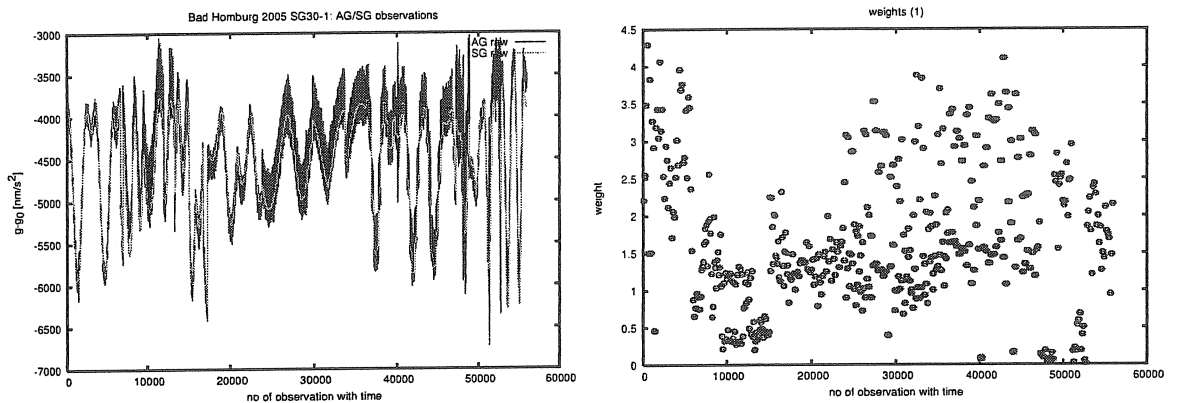 Bad Homburg 2005 SG30-1: AG/SG observations
AG raw
SG raw
-3000
-3500
-4000
-4500
-5000
-5500
-6000
-6500
-7000
g-g0 [nm/s2]
0 10000 20000 30000 40000 50000 60000
no of observation with time
weights (1)
4.5
4
3.5
3
2.5
2
1.5
1
0.5
0
weight
0 10000 20000 30000 40000 50000 60000
no of observation with time